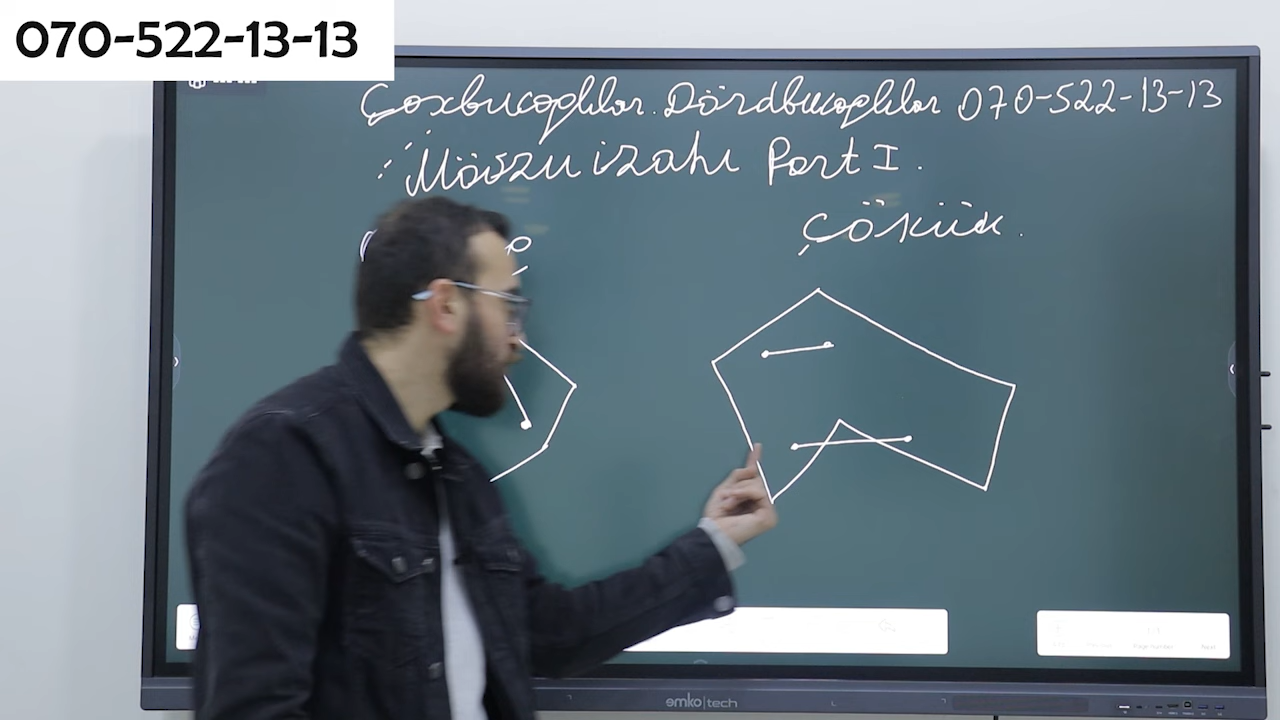 070-522-13-13
Çoxbucaqlılar. Dördbucaqlılar 070-522-13-13
Mövzu izahı Part I.
Çökük.
emko|tech